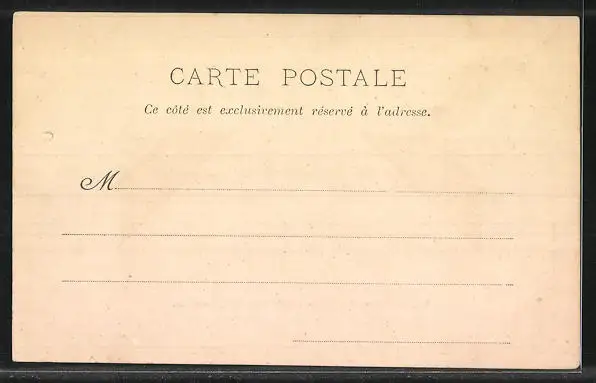 CARTE POSTALE
Ce côté est exclusivement réservé à l'adresse.
M